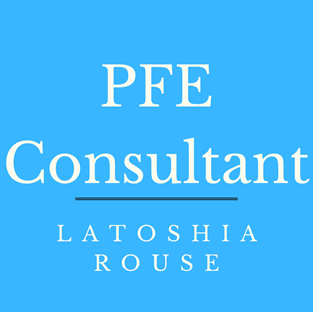 PFE
Consultant
LATOSHIA
ROUSE